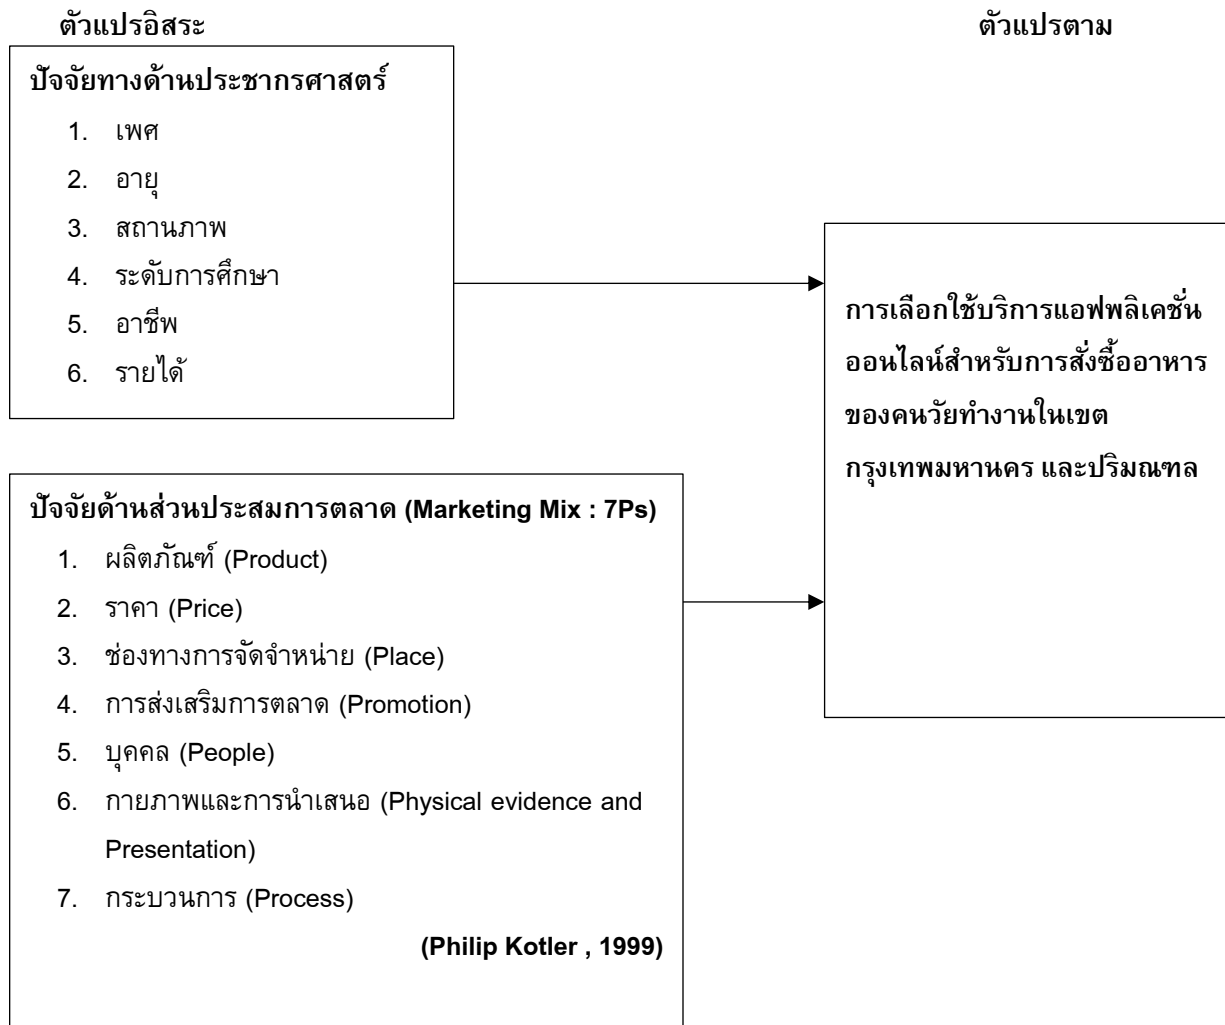 ตัวแปรอิสระ
ตัวแปรตาม
ปัจจัยทางด้านประชากรศาสตร์
1. เพศ
2. อายุ
3. สถานภาพ
4. ระดับการศึกษา
5. อาชีพ
6. รายได้
การเลือกใช้บริการแอฟพลิเคชั่น
ออนไลน์สำหรับการสั่งซื้ออาหาร
ของคนวัยทำงานในเขต
กรุงเทพมหานคร และปริมณฑล
ปัจจัยด้านส่วนประสมการตลาด (Marketing Mix : 7Ps)
1. ผลิตภัณฑ์ (Product)
2. ราคา (Price)
3. ช่องทางการจัดจำหน่าย (Place)
4. การส่งเสริมการตลาด (Promotion)
5. บุคคล (People)
6. กายภาพและการนำเสนอ (Physical evidence and
Presentation)
7. กระบวนการ (Process)
(Philip Kotler , 1999)